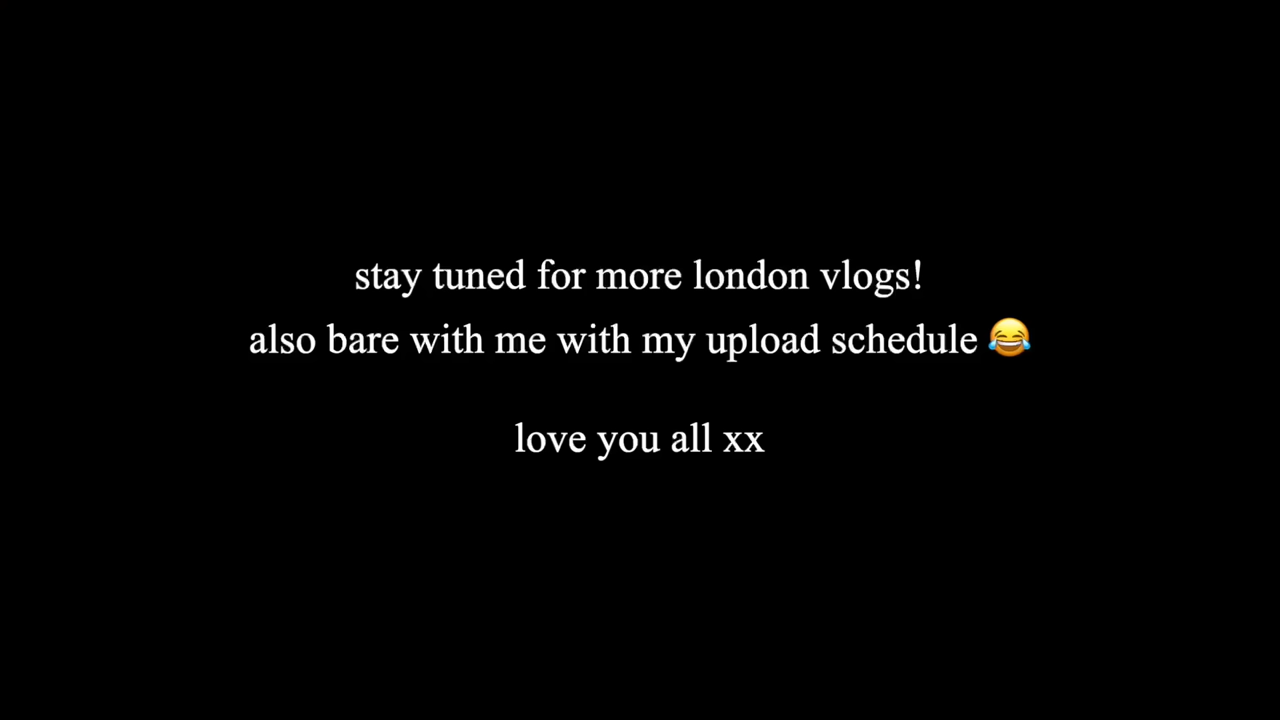 stay tuned for more london vlogs!
also bare with me with my upload schedule 😂
love you all xx